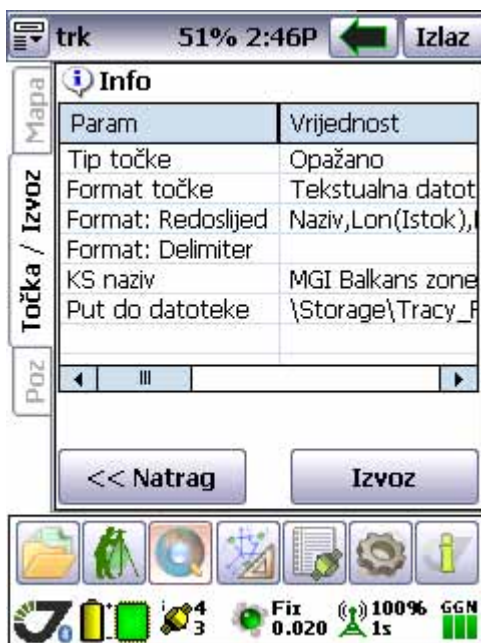 trk 51% 2:46P Izlaz
Mapa
Točka / Izvoz
Poz
Info
Param Vrijednost
Tip točke Opažano
Format točke Tekstualna datot
Format: Redoslijed Naziv,Lon(Istok),
Format: Delimiter
KS naziv MGI Balkans zone
Put do datoteke \Storage\Tracy_
<< Natrag Izvoz
0 4 3 Fix 0.020 100% 1s GGN